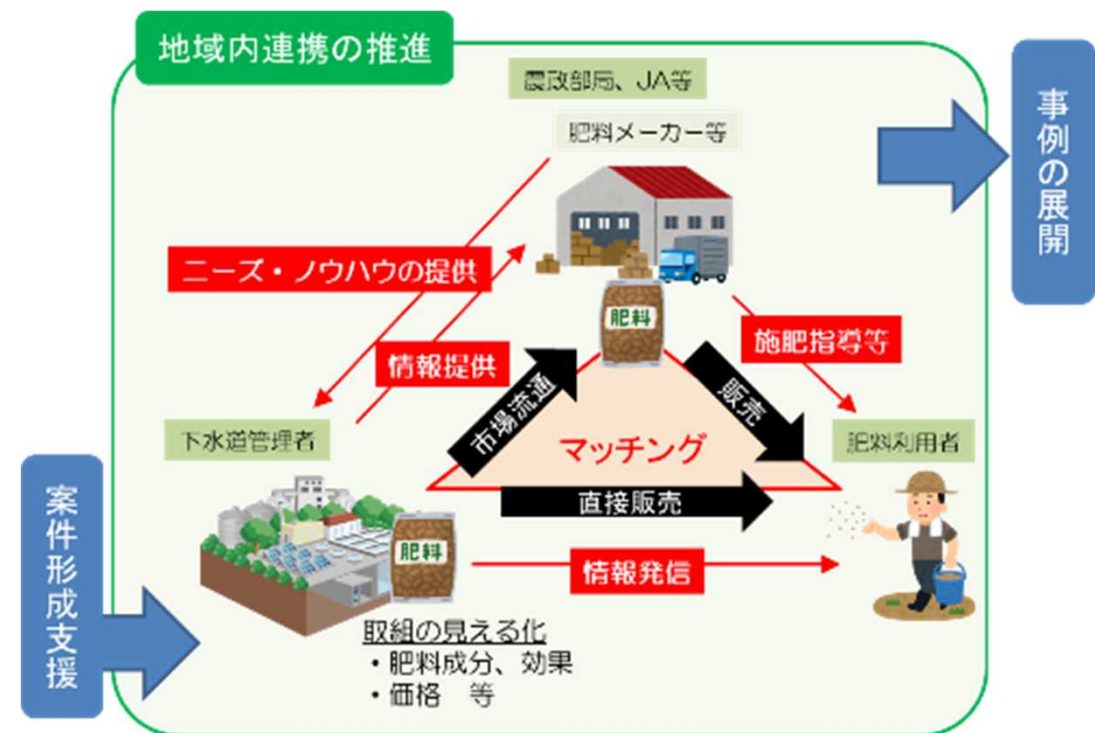 地域内連携の推進
農政部局、JA等
肥料メーカー等
事例の展開
ニーズ・ノウハウの提供
情報提供
肥料
施肥指導等
市場流通
販売
マッチング
下水道管理者
肥料利用者
直接販売
肥料
情報発信
案件形成支援
取組の見える化
・肥料成分、効果
・価格　等